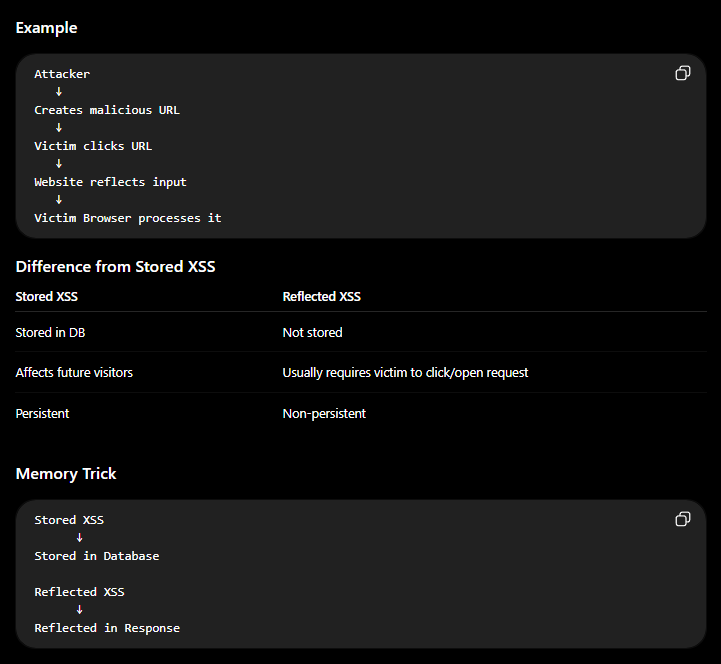 Example
Attacker
↓
Creates malicious URL
↓
Victim clicks URL
↓
Website reflects input
↓
Victim Browser processes it
Difference from Stored XSS
Stored XSS Reflected XSS
Stored in DB Not stored
Affects future visitors Usually requires victim to click/open request
Persistent Non-persistent
Memory Trick
Stored XSS
↓
Stored in Database
Reflected XSS
↓
Reflected in Response